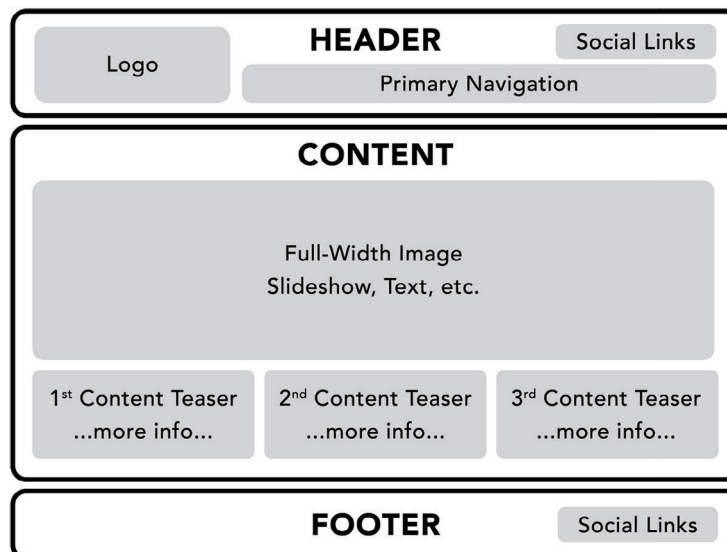 Logo
HEADER
Social Links
Primary Navigation
CONTENT
Full-Width Image
Slideshow, Text, etc.
1st Content Teaser
...more info...
2nd Content Teaser
...more info...
3rd Content Teaser
...more info...
FOOTER
Social Links